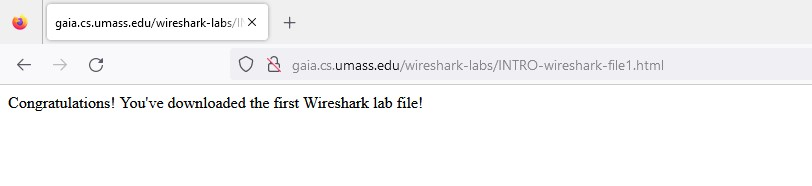 gaia.cs.umass.edu/wireshark-labs/
gaia.cs.umass.edu/wireshark-labs/INTRO-wireshark-file1.html
Congratulations! You've downloaded the first Wireshark lab file!